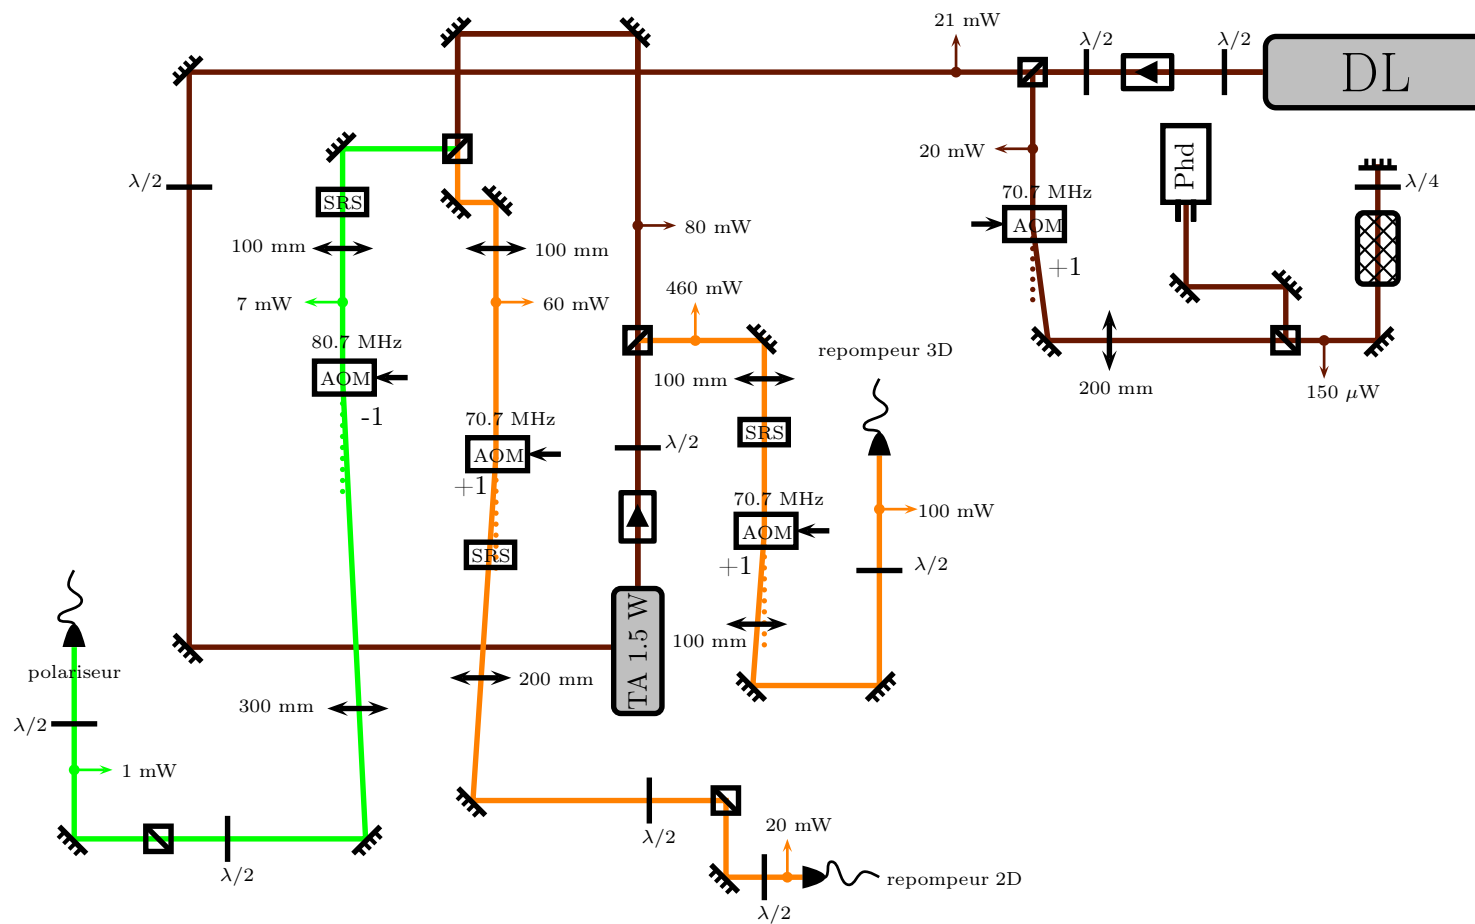 21 mW
λ/2
λ/2
DL
20 mW
Phd
λ/2
λ/4
70.7 MHz
SRS
AOM
80 mW
100 mm
100 mm
+1
7 mW
60 mW
460 mW
80.7 MHz
repompeur 3D
AOM
100 mm
200 mm
150 μW
-1
70.7 MHz
SRS
λ/2
AOM
+1
70.7 MHz
100 mW
AOM
SRS
+1
λ/2
TA 1.5 W
100 mm
polariseur
200 mm
300 mm
λ/2
1 mW
20 mW
λ/2
λ/2
repompeur 2D
λ/2